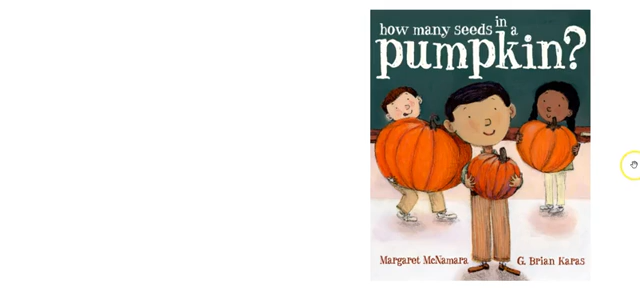 how many seeds in a
pumpkin?
Margaret McNamara
G. Brian Karas